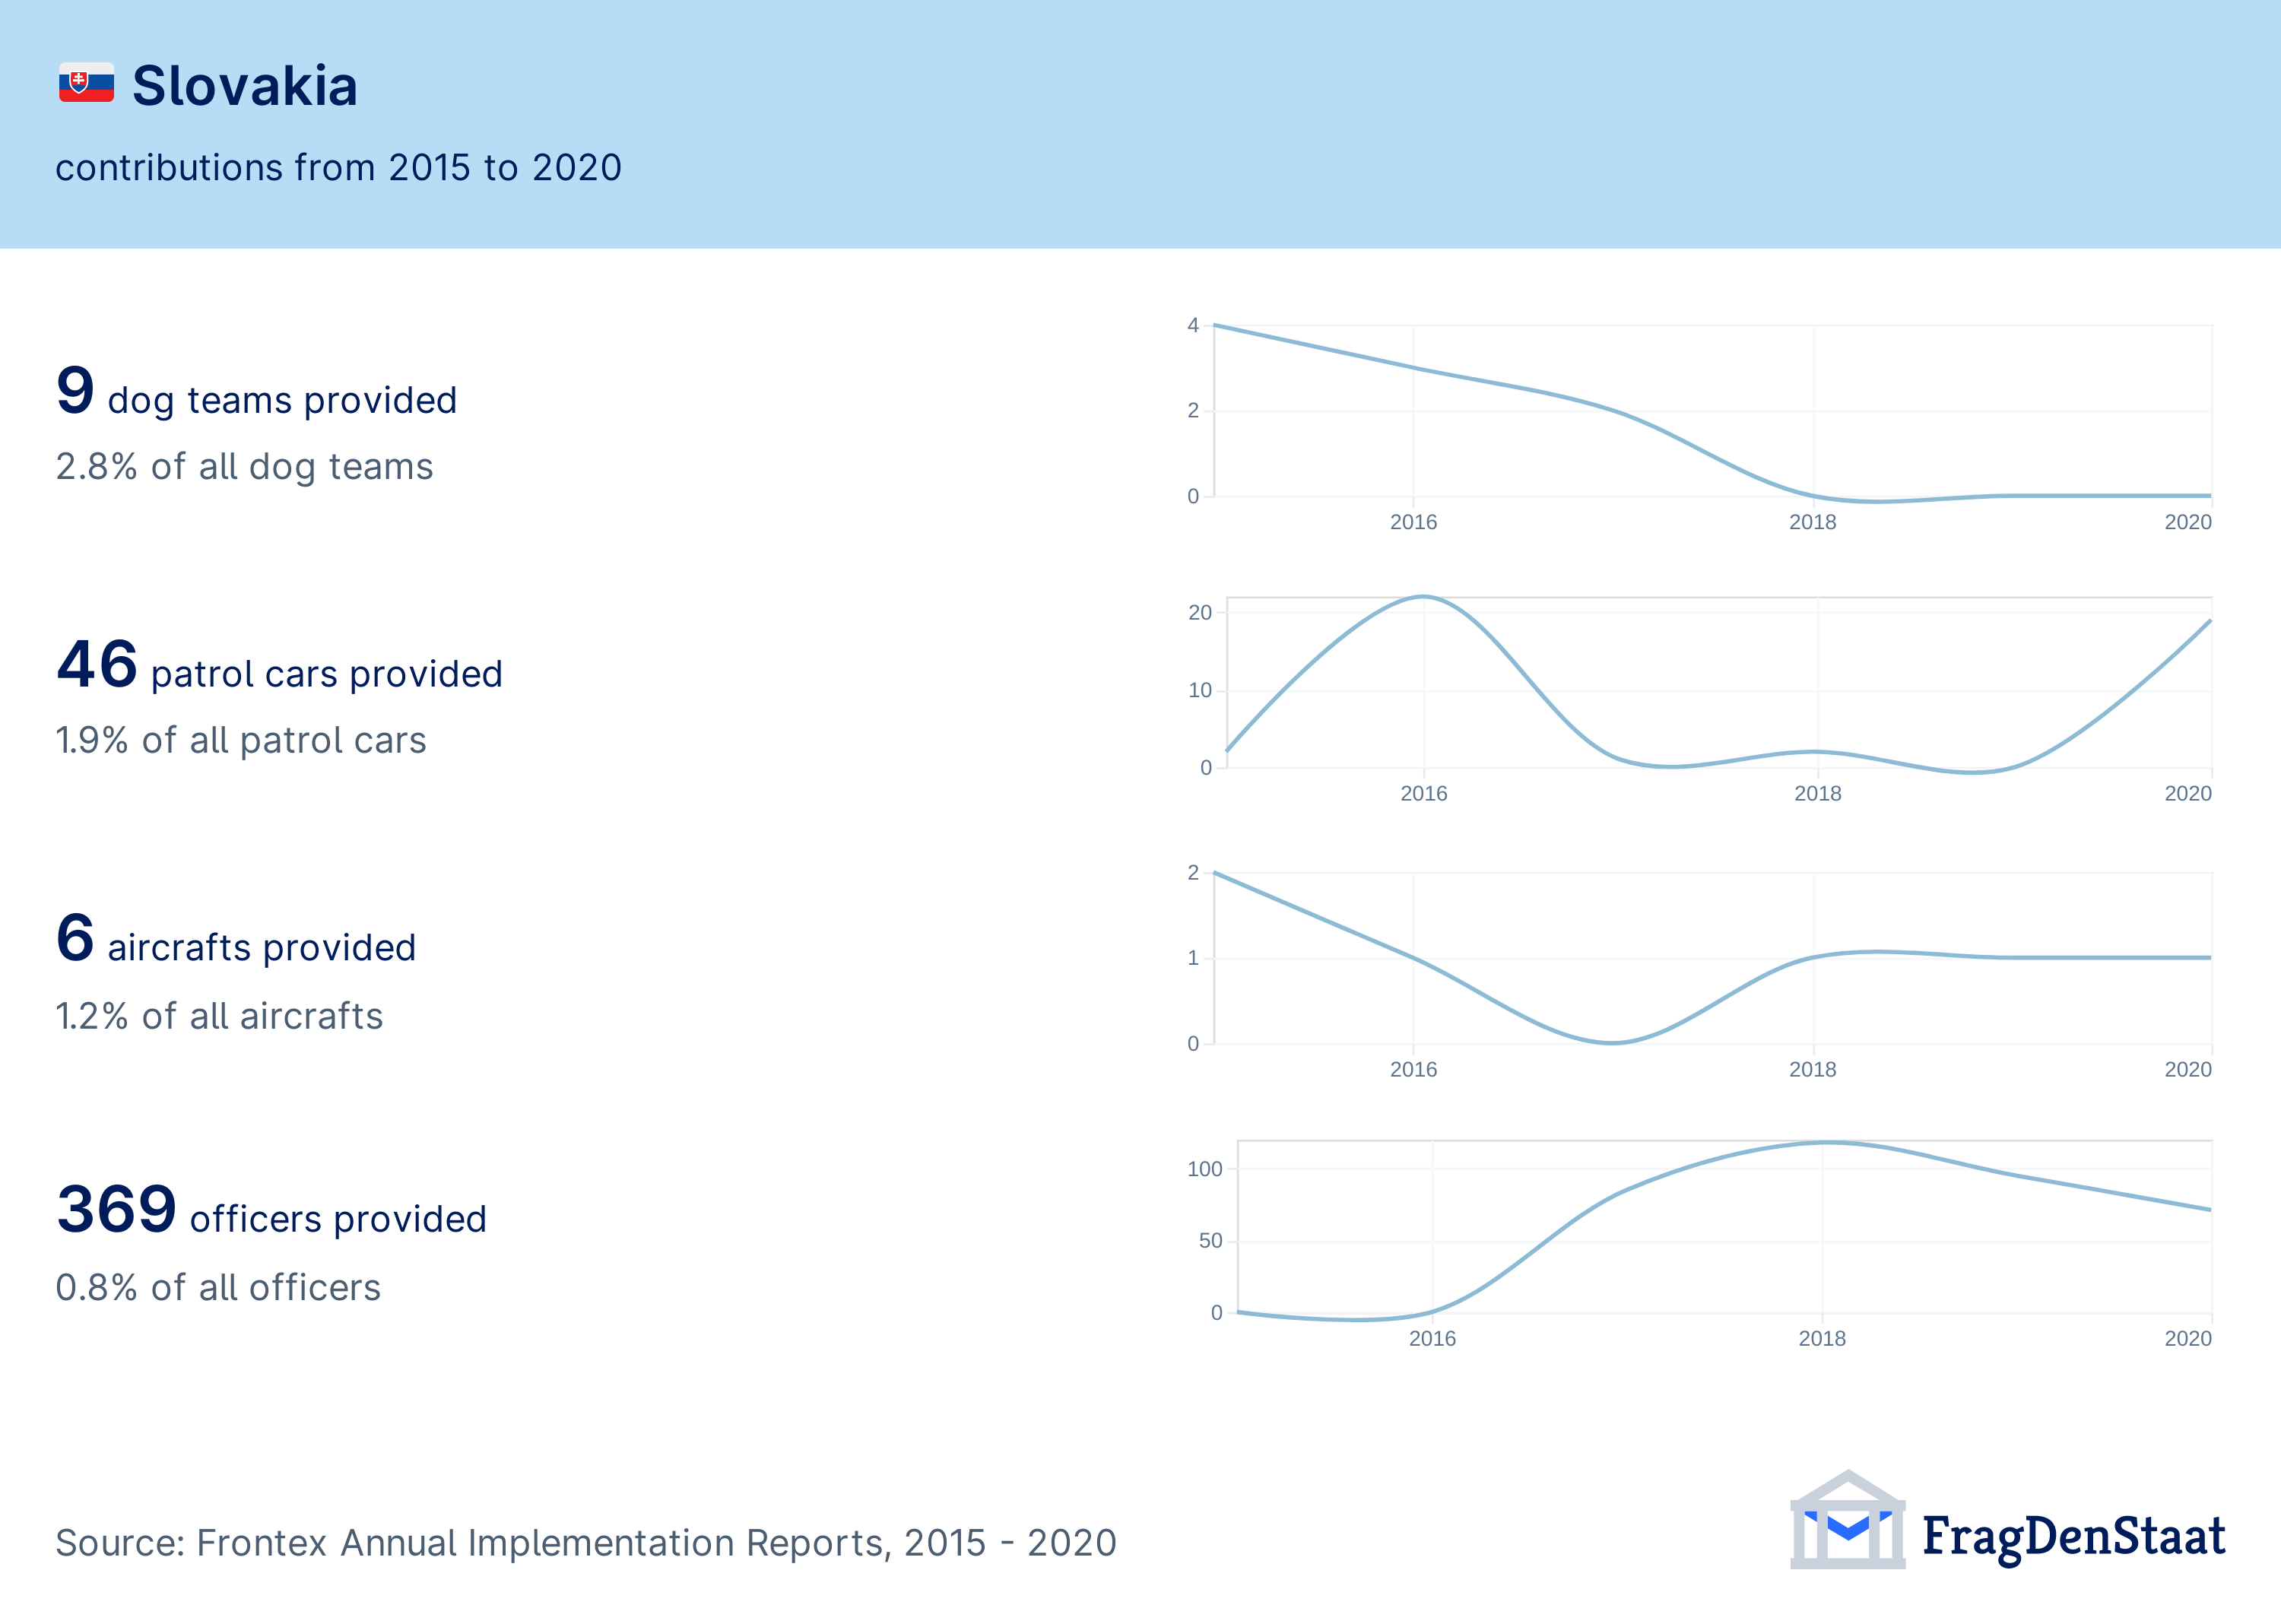 Slovakia
contributions from 2015 to 2020
9 dog teams provided
2.8% of all dog teams
4
2
0
2016 2018 2020
46 patrol cars provided
1.9% of all patrol cars
20
10
0
2016 2018 2020
6 aircrafts provided
1.2% of all aircrafts
2
1
0
2016 2018 2020
369 officers provided
0.8% of all officers
100
50
0
2016 2018 2020
Source: Frontex Annual Implementation Reports, 2015 - 2020
FragDenStaat